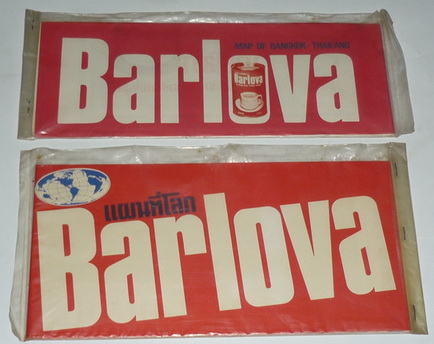 MAP OF BANGKOK - THAILAND
Barlova
Barlova
แผนที่โลก
Barlova